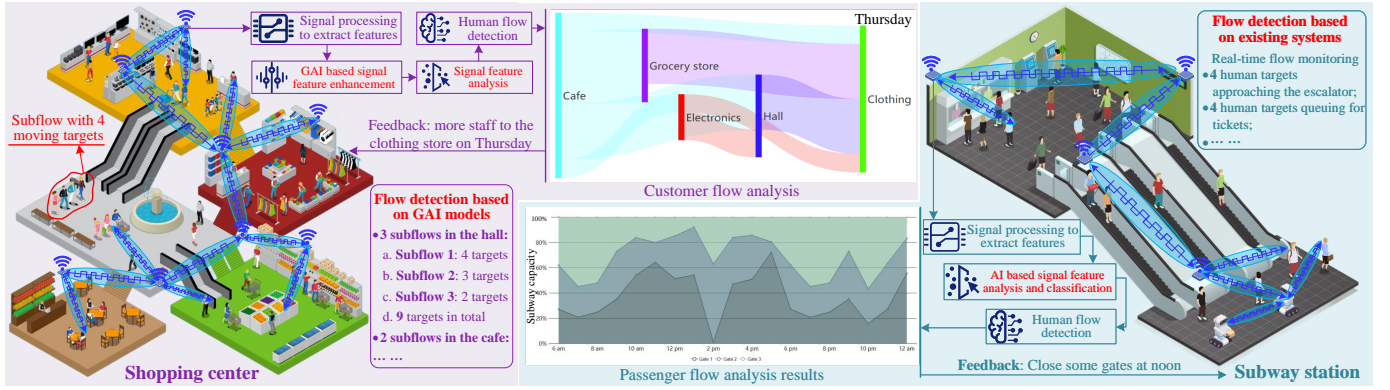 Signal processing
to extract features
Human flow
detection
GAI based signal
feature enhancement
Signal feature
analysis
Subflow with 4
moving targets
Feedback: more staff to the
clothing store on Thursday
Flow detection based
on GAI models
•3 subflows in the hall:
a. Subflow 1: 4 targets
b. Subflow 2: 3 targets
c. Subflow 3: 2 targets
d. 9 targets in total
•2 subflows in the cafe:
... ...
Shopping center
Thursday
Cafe
Grocery store
Electronics
Hall
Clothing
Customer flow analysis
Subway capacity
100%
80%
60%
40%
20%
0%
6 am
8 am
10 am
12 am
2 pm
4 pm
6 pm
8 pm
10 pm
12 am
Gate 1
Gate 2
Gate 3
Passenger flow analysis results
Flow detection based
on existing systems
Real-time flow monitoring
•4 human targets
approaching the escalator;
•4 human targets queuing for
tickets;
•... ...
Signal processing to
extract features
AI based signal feature
analysis and classification
Human flow
detection
Feedback: Close some gates at noon
Subway station